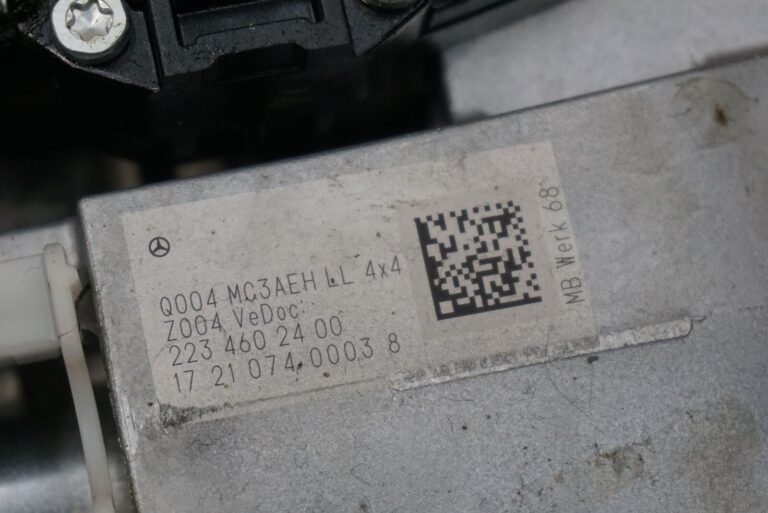 Q004 MC3AEH LL 4x4
Z004 VeDoc:
223 460 24 00
17 21 074 0003 8
MB Werk 68